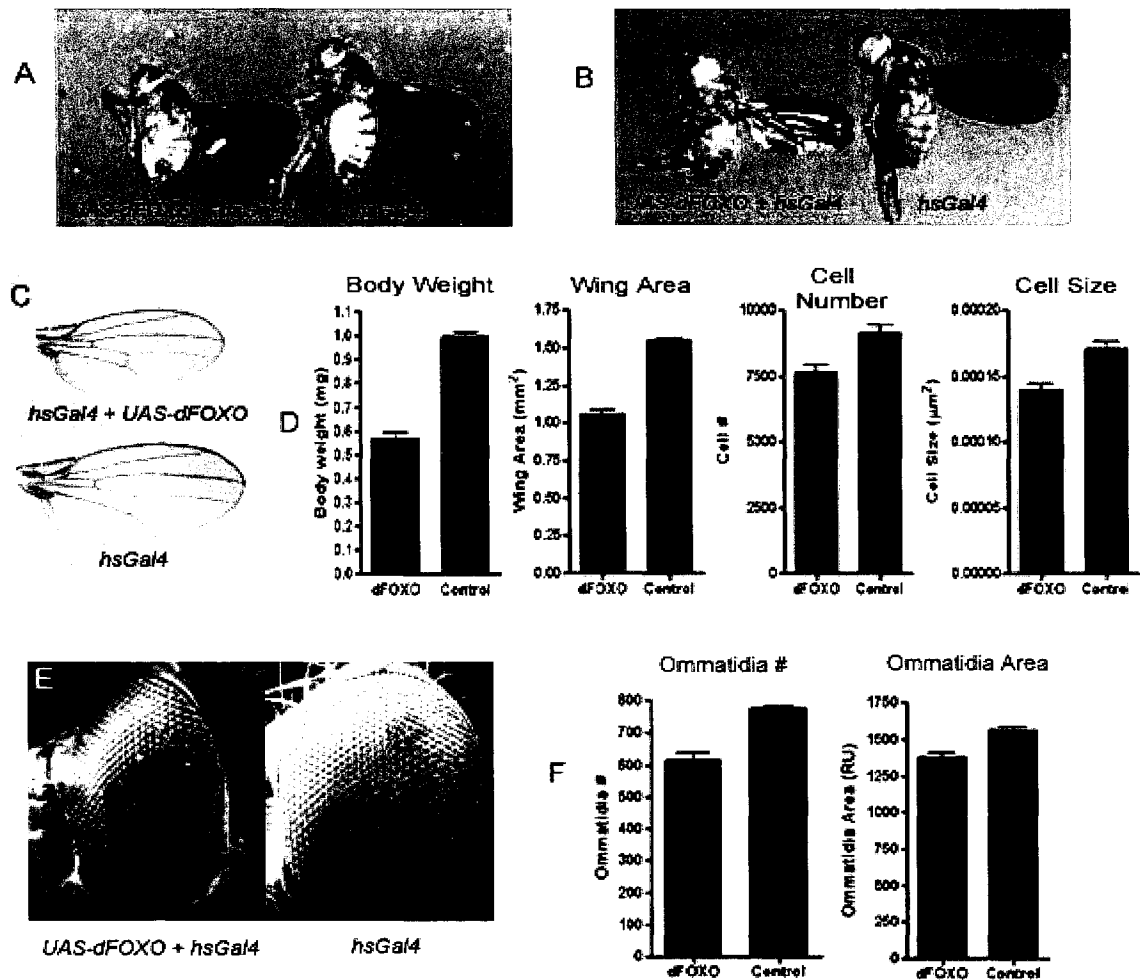 A
B
hsGal4
C
hsGal4 + UAS-dFOXO
hsGal4
D
Body Weight
Body weight (mg)
1.1
1.0
0.9
0.8
0.7
0.6
0.5
0.4
0.3
0.2
0.1
0.0
dFOXO Control
Wing Area
Wing Area (mm²)
1.75
1.50
1.25
1.00
0.75
0.50
0.25
0.00
dFOXO Control
Cell
Number
Cell #
10000
7500
5000
2500
0
dFOXO Control
Cell Size
Cell Size (µm²)
0.00020
0.00015
0.00010
0.00005
0.00000
dFOXO Control
E
UAS-dFOXO + hsGal4
hsGal4
F
Ommatidia #
Ommatidia #
800
700
600
500
400
300
200
100
0
dFOXO Control
Ommatidia Area
Ommatidia Area (RU)
1750
1500
1250
1000
750
500
250
0
dFOXO Control